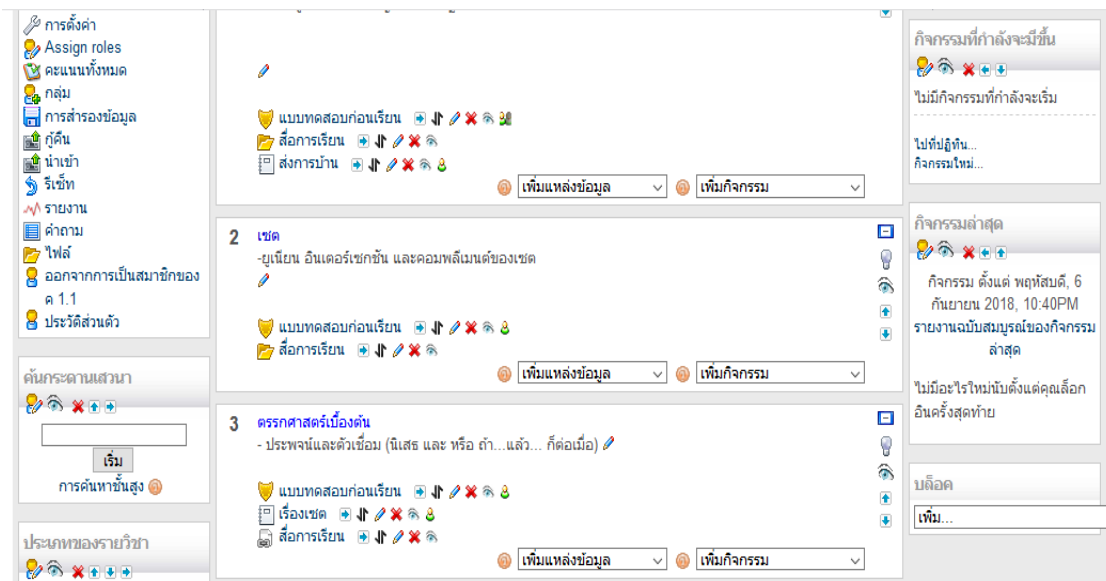 การตั้งค่า
Assign roles
คะแนนทั้งหมด
กลุ่ม
การสำรองข้อมูล
กู้คืน
นำเข้า
รีเซ็ท
รายงาน
คำถาม
ไฟล์
ออกจากการเป็นสมาชิกของ
ค 1.1
ประวัติส่วนตัว
ค้นกระดานเสวนา
เริ่ม
การค้นหาชั้นสูง
ประเภทของรายวิชา
แบบทดสอบก่อนเรียน
สื่อการเรียน
ส่งการบ้าน
เพิ่มแหล่งข้อมูล เพิ่มกิจกรรม
2 เซต
-ยูเนียน อินเตอร์เซกชัน และคอมพลีเมนต์ของเซต
แบบทดสอบก่อนเรียน
สื่อการเรียน
เพิ่มแหล่งข้อมูล เพิ่มกิจกรรม
3 ตรรกศาสตร์เบื้องต้น
- ประพจน์และตัวเชื่อม (นิเสธ และ หรือ ถ้า...แล้ว... ก็ต่อเมื่อ)
แบบทดสอบก่อนเรียน
เรื่องเซต
สื่อการเรียน
เพิ่มแหล่งข้อมูล เพิ่มกิจกรรม
กิจกรรมที่กำลังจะมีขึ้น
ไม่มีกิจกรรมที่กำลังจะเริ่ม
ไปที่ปฏิทิน...
กิจกรรมใหม่...
กิจกรรมล่าสุด
กิจกรรม ตั้งแต่ พฤหัสบดี, 6
กันยายน 2018, 10:40PM
รายงานฉบับสมบูรณ์ของกิจกรรม
ล่าสุด
ไม่มีอะไรใหม่นับตั้งแต่คุณล็อก
อินครั้งสุดท้าย
บล็อค
เพิ่ม...